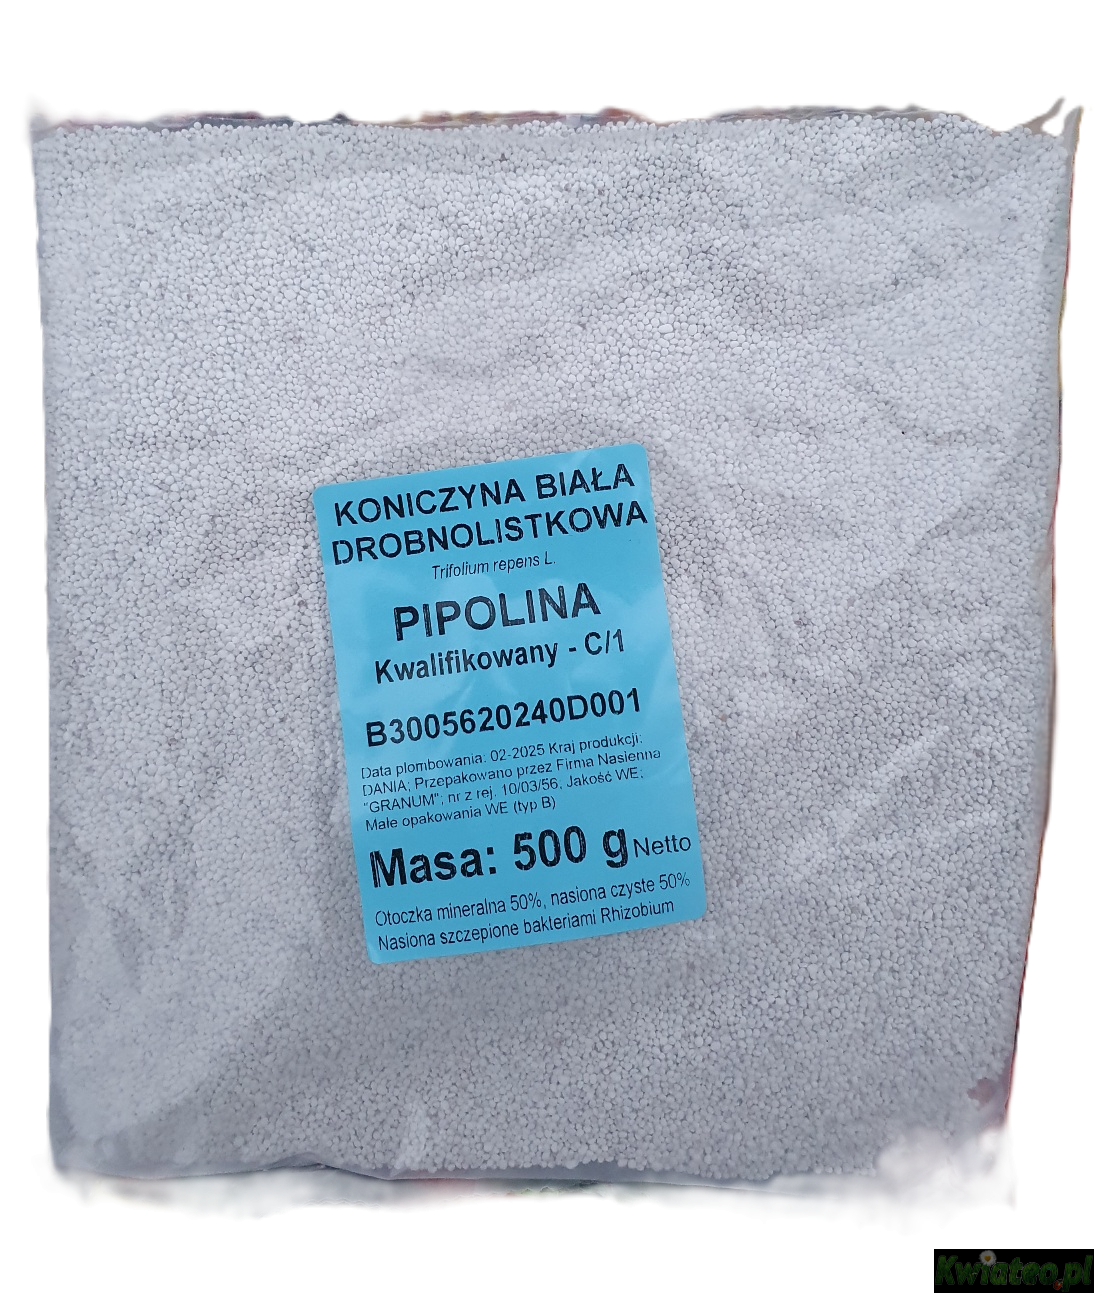 KONICZYNA BIAŁA
DROBNOLISTKOWA
Trifolium repens L.
PIPOLINA
Kwalifikowany - C/1
B3005620240D001
Data plombowania: 02-2025 Kraj produkcji:
DANIA; Przepakowano przez Firma Nasienna
"GRANUM"; nr z rej. 10/03/56, Jakość WE;
Małe opakowania WE (typ B)
Masa: 500 g Netto
Otoczka mineralna 50%, nasiona czyste 50%
Nasiona szczepione bakteriami Rhizobium
Kwiateo.pl